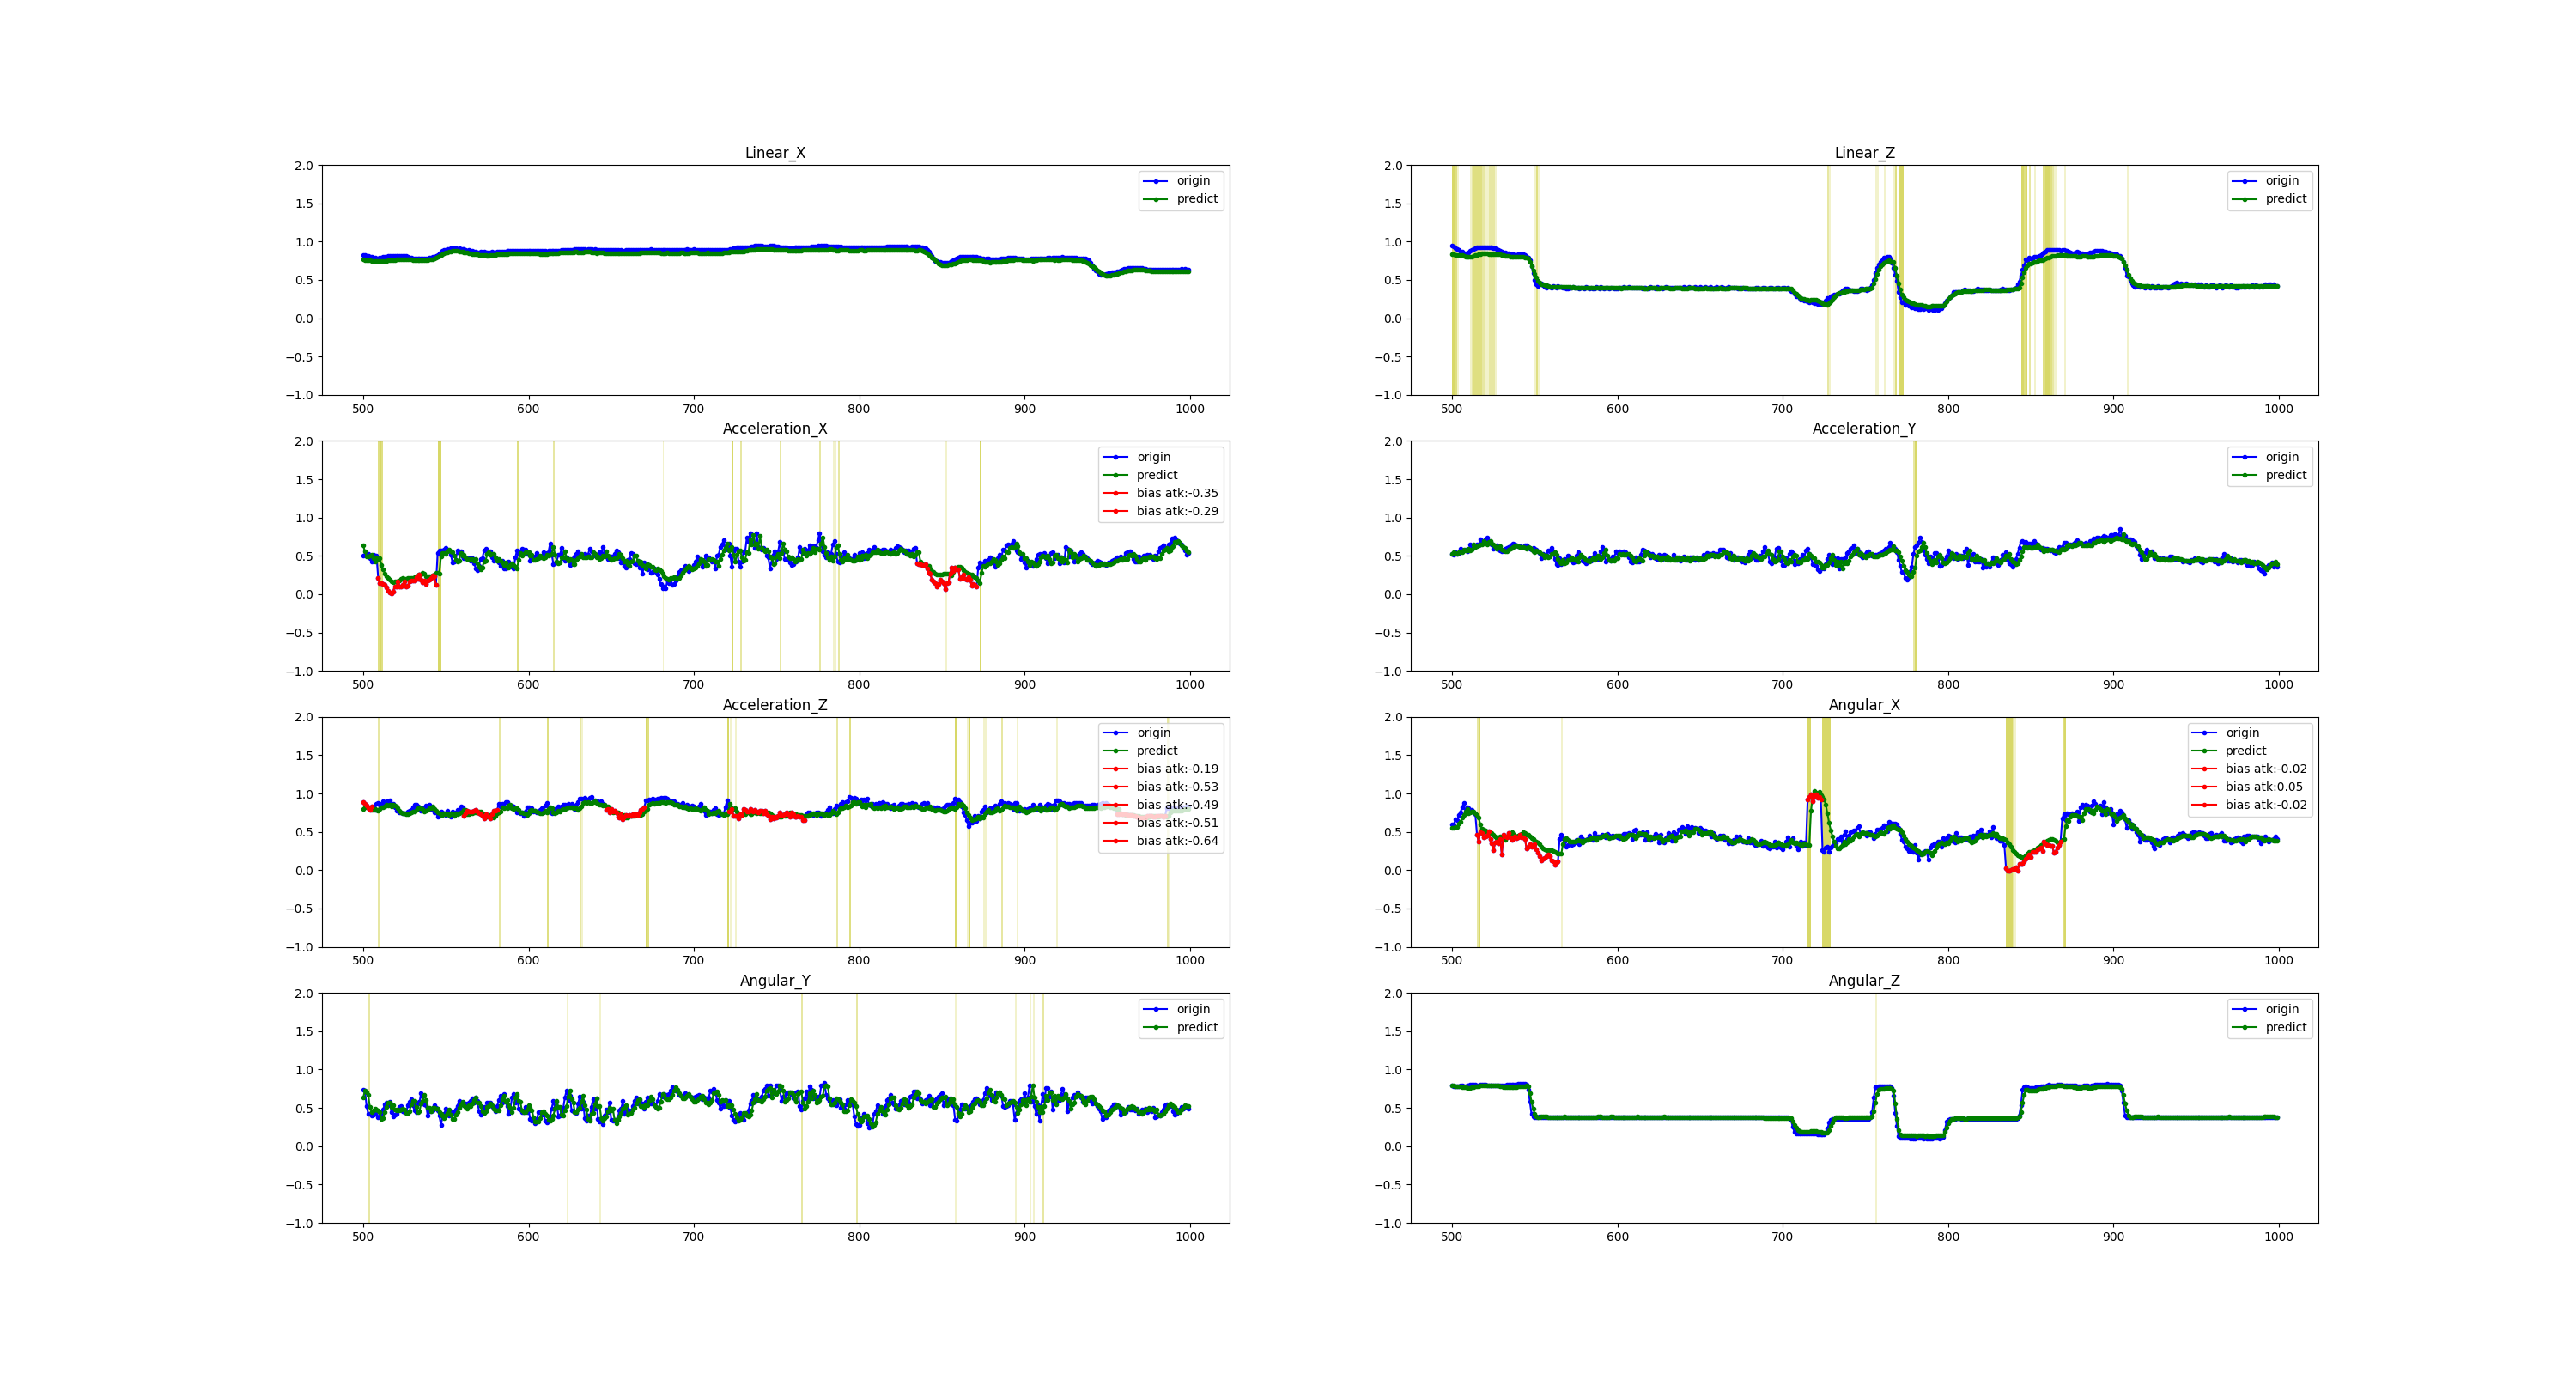 Linear_X
2.0
1.5
1.0
0.5
0.0
−0.5
−1.0
500 600 700 800 900 1000
origin
predict
Linear_Z
2.0
1.5
1.0
0.5
0.0
−0.5
−1.0
500 600 700 800 900 1000
origin
predict
Acceleration_X
2.0
1.5
1.0
0.5
0.0
−0.5
−1.0
500 600 700 800 900 1000
origin
predict
bias atk:-0.35
bias atk:-0.29
Acceleration_Y
2.0
1.5
1.0
0.5
0.0
−0.5
−1.0
500 600 700 800 900 1000
origin
predict
Acceleration_Z
2.0
1.5
1.0
0.5
0.0
−0.5
−1.0
500 600 700 800 900 1000
origin
predict
bias atk:-0.19
bias atk:-0.53
bias atk:-0.49
bias atk:-0.51
bias atk:-0.64
Angular_X
2.0
1.5
1.0
0.5
0.0
−0.5
−1.0
500 600 700 800 900 1000
origin
predict
bias atk:-0.02
bias atk:0.05
bias atk:-0.02
Angular_Y
2.0
1.5
1.0
0.5
0.0
−0.5
−1.0
500 600 700 800 900 1000
origin
predict
Angular_Z
2.0
1.5
1.0
0.5
0.0
−0.5
−1.0
500 600 700 800 900 1000
origin
predict